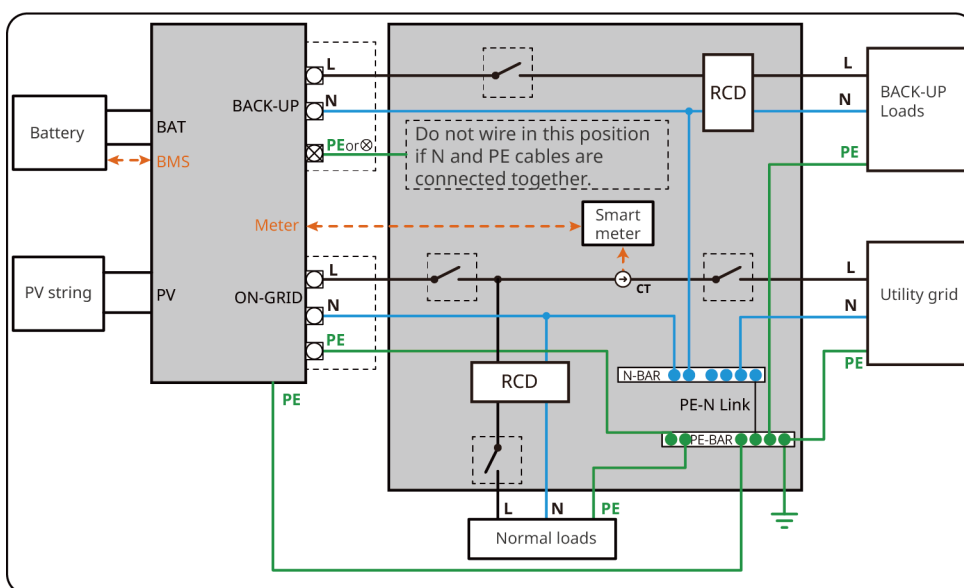 L
BACK-UP
N
RCD
L
N
BACK-UP
Loads
Battery
BAT
BMS
PE or ⊗
Do not wire in this position
if N and PE cables are
connected together.
PE
Meter
Smart
meter
PV string
PV
L
ON-GRID
N
PE
CT
L
N
PE
Utility grid
N-BAR
RCD
PE-N Link
PE
PE-BAR
L
N
PE
Normal loads